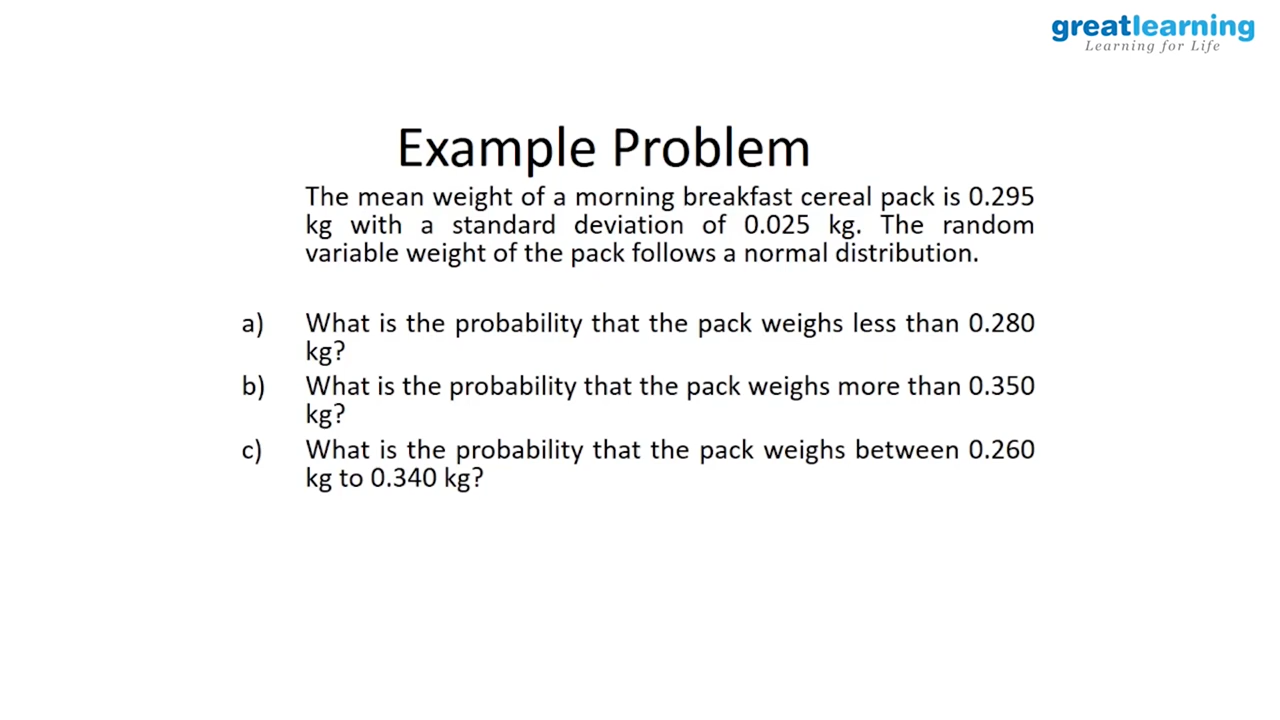 greatlearning
Learning for Life
Example Problem
The mean weight of a morning breakfast cereal pack is 0.295
kg with a standard deviation of 0.025 kg. The random
variable weight of the pack follows a normal distribution.
a) What is the probability that the pack weighs less than 0.280
kg?
b) What is the probability that the pack weighs more than 0.350
kg?
c) What is the probability that the pack weighs between 0.260
kg to 0.340 kg?